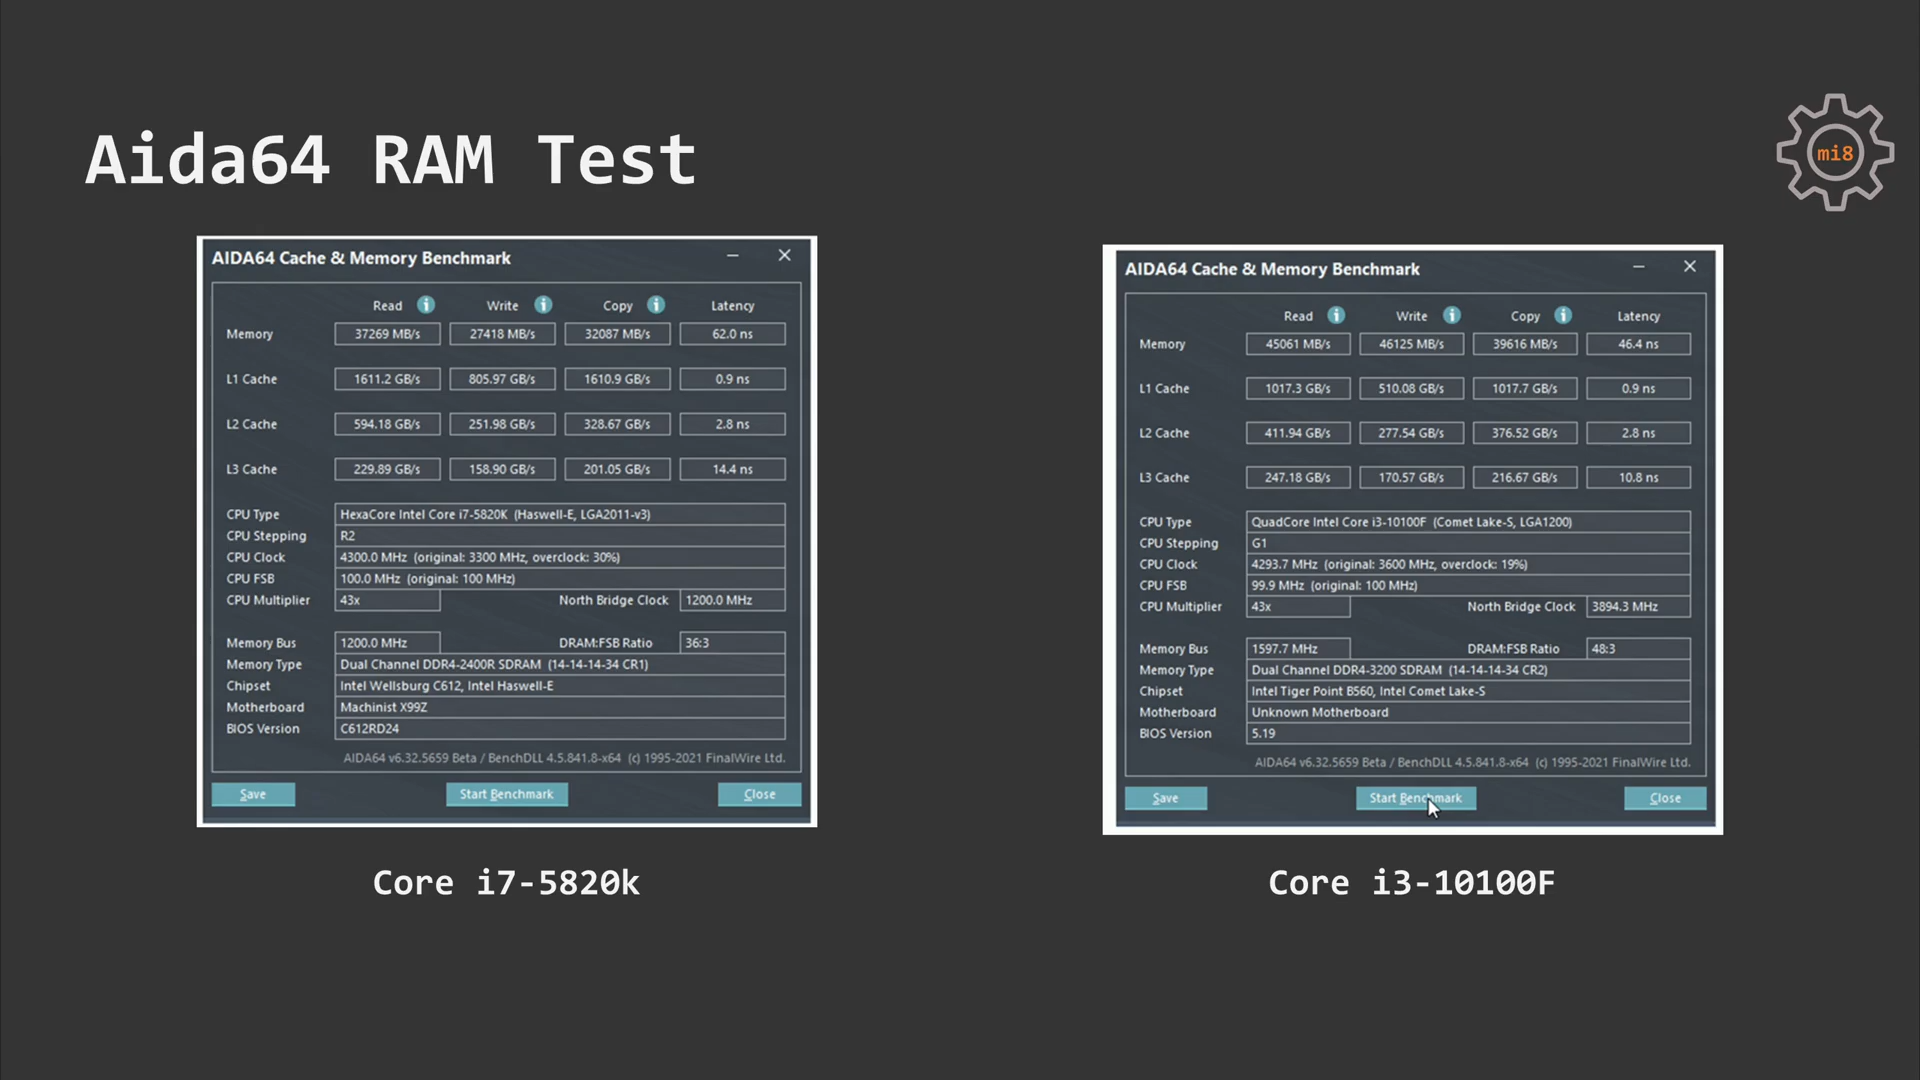 Aida64 RAM Test
mi8
AIDA64 Cache & Memory Benchmark
Read Write Copy Latency
Memory 37269 MB/s 27418 MB/s 32087 MB/s 62.0 ns
L1 Cache 1611.2 GB/s 805.97 GB/s 1610.9 GB/s 0.9 ns
L2 Cache 594.18 GB/s 251.98 GB/s 328.67 GB/s 2.8 ns
L3 Cache 229.89 GB/s 158.90 GB/s 201.05 GB/s 14.4 ns
CPU Type HexaCore Intel Core i7-5820K (Haswell-E, LGA2011-v3)
CPU Stepping R2
CPU Clock 4300.0 MHz (original: 3300 MHz, overclock: 30%)
CPU FSB 100.0 MHz (original: 100 MHz)
CPU Multiplier 43x North Bridge Clock 1200.0 MHz
Memory Bus 1200.0 MHz DRAM:FSB Ratio 36:3
Memory Type Dual Channel DDR4-2400R SDRAM (14-14-14-34 CR1)
Chipset Intel Wellsburg C612, Intel Haswell-E
Motherboard Machinist X99Z
BIOS Version C612RD24
AIDA64 v6.32.5659 Beta / BenchDLL 4.5.841.8-x64 (c) 1995-2021 FinalWire Ltd.
Save Start Benchmark Close
Core i7-5820k
AIDA64 Cache & Memory Benchmark
Read Write Copy Latency
Memory 45061 MB/s 46125 MB/s 39616 MB/s 46.4 ns
L1 Cache 1017.3 GB/s 510.08 GB/s 1017.7 GB/s 0.9 ns
L2 Cache 411.94 GB/s 277.54 GB/s 376.52 GB/s 2.8 ns
L3 Cache 247.18 GB/s 170.57 GB/s 216.67 GB/s 10.8 ns
CPU Type QuadCore Intel Core i3-10100F (Comet Lake-S, LGA1200)
CPU Stepping G1
CPU Clock 4293.7 MHz (original: 3600 MHz, overclock: 19%)
CPU FSB 99.9 MHz (original: 100 MHz)
CPU Multiplier 43x North Bridge Clock 3894.3 MHz
Memory Bus 1597.7 MHz DRAM:FSB Ratio 48:3
Memory Type Dual Channel DDR4-3200 SDRAM (14-14-14-34 CR2)
Chipset Intel Tiger Point B560, Intel Comet Lake-S
Motherboard Unknown Motherboard
BIOS Version 5.19
AIDA64 v6.32.5659 Beta / BenchDLL 4.5.841.8-x64 (c) 1995-2021 FinalWire Ltd.
Save Start Benchmark Close
Core i3-10100F